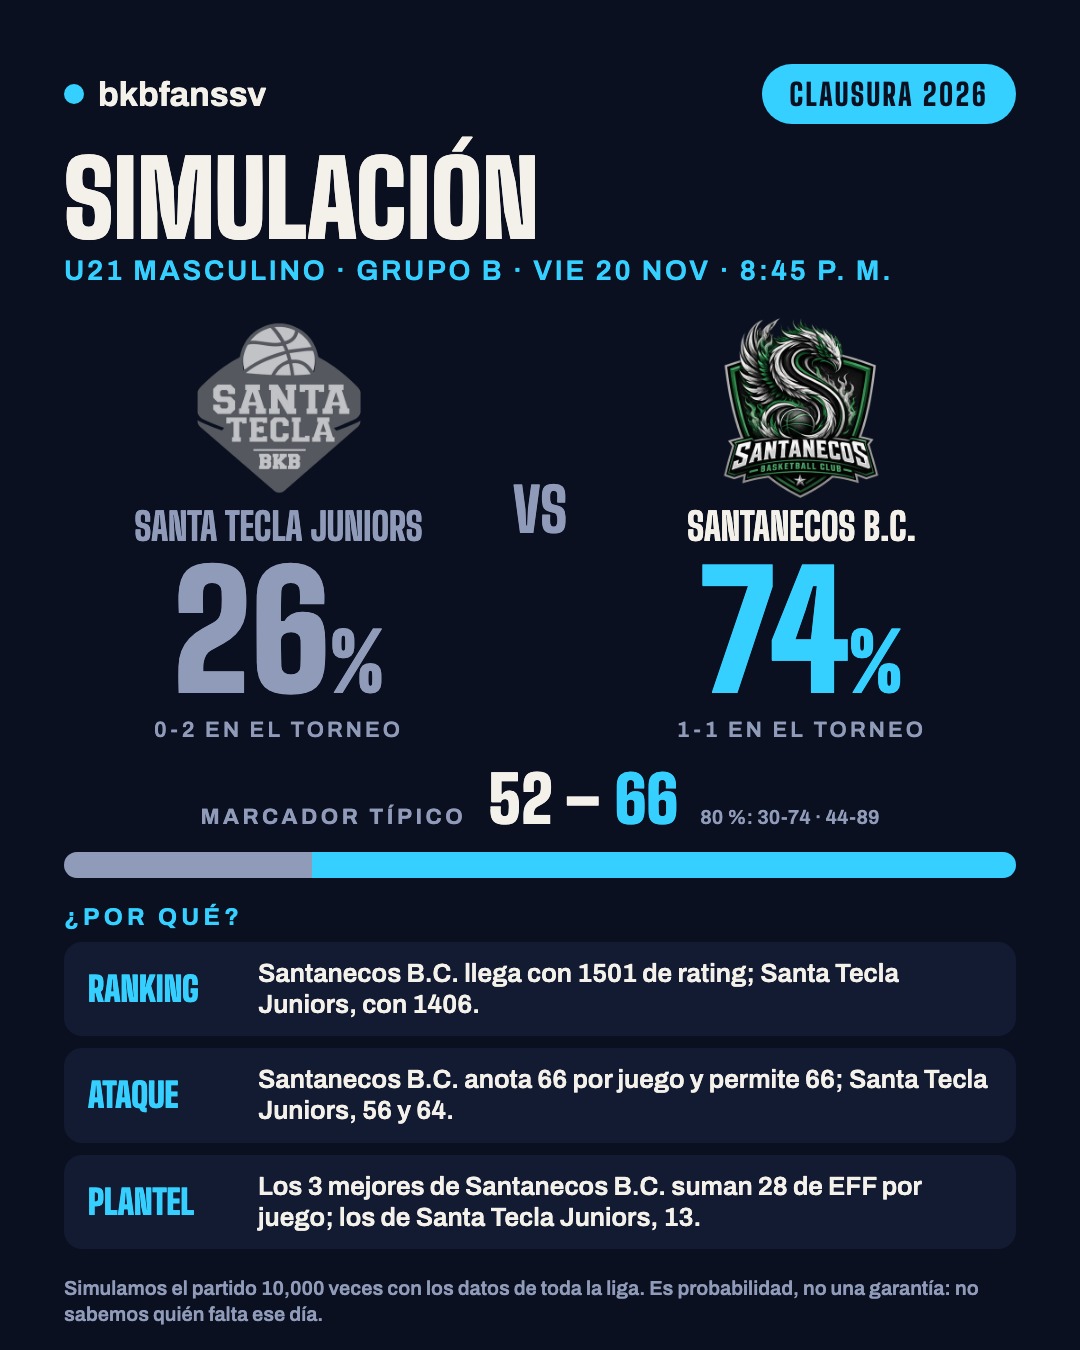 bkbfanssv
CLAUSURA 2026
SIMULACIÓN
U21 MASCULINO · GRUPO B · VIE 20 NOV · 8:45 P. M.
SANTA
TECLA
BKB
SANTANECOS
BASKETBALL CLUB
SANTA TECLA JUNIORS
VS
SANTANECOS B.C.
26%
74%
0-2 EN EL TORNEO
1-1 EN EL TORNEO
MARCADOR TÍPICO 52 – 66 80 %: 30-74 · 44-89
¿POR QUÉ?
RANKING
Santanecos B.C. llega con 1501 de rating; Santa Tecla
Juniors, con 1406.
ATAQUE
Santanecos B.C. anota 66 por juego y permite 66; Santa Tecla
Juniors, 56 y 64.
PLANTEL
Los 3 mejores de Santanecos B.C. suman 28 de EFF por
juego; los de Santa Tecla Juniors, 13.
Simulamos el partido 10,000 veces con los datos de toda la liga. Es probabilidad, no una garantía: no
sabemos quién falta ese día.